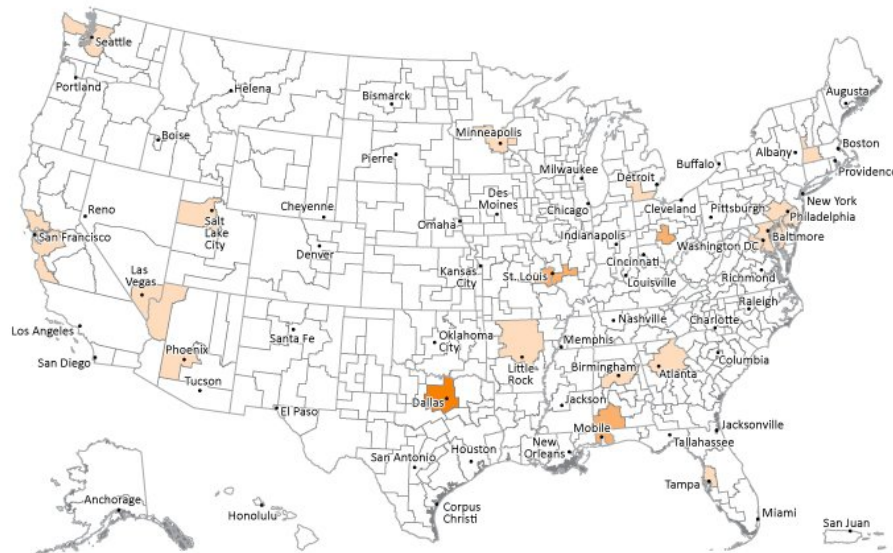 Seattle
Portland
Helena
Bismarck
Boise
Minneapolis
Pierre
Augusta
Albany
Boston
Buffalo
Providence
Milwaukee
Detroit
New York
Reno
Salt
Lake
City
Cheyenne
Des
Moines
Omaha
Chicago
Cleveland
Pittsburgh
Philadelphia
San Francisco
Denver
Indianapolis
Baltimore
Washington DC
Kansas
City
St. Louis
Cincinnati
Louisville
Richmond
Las
Vegas
Los Angeles
Santa Fe
Oklahoma
City
Nashville
Raleigh
Charlotte
Memphis
San Diego
Phoenix
Tucson
Little
Rock
Birmingham
Atlanta
Columbia
Dallas
Jackson
El Paso
Mobile
Jacksonville
Tallahassee
San Antonio
Houston
New
Orleans
Tampa
Anchorage
Honolulu
Corpus
Christi
Miami
San Juan